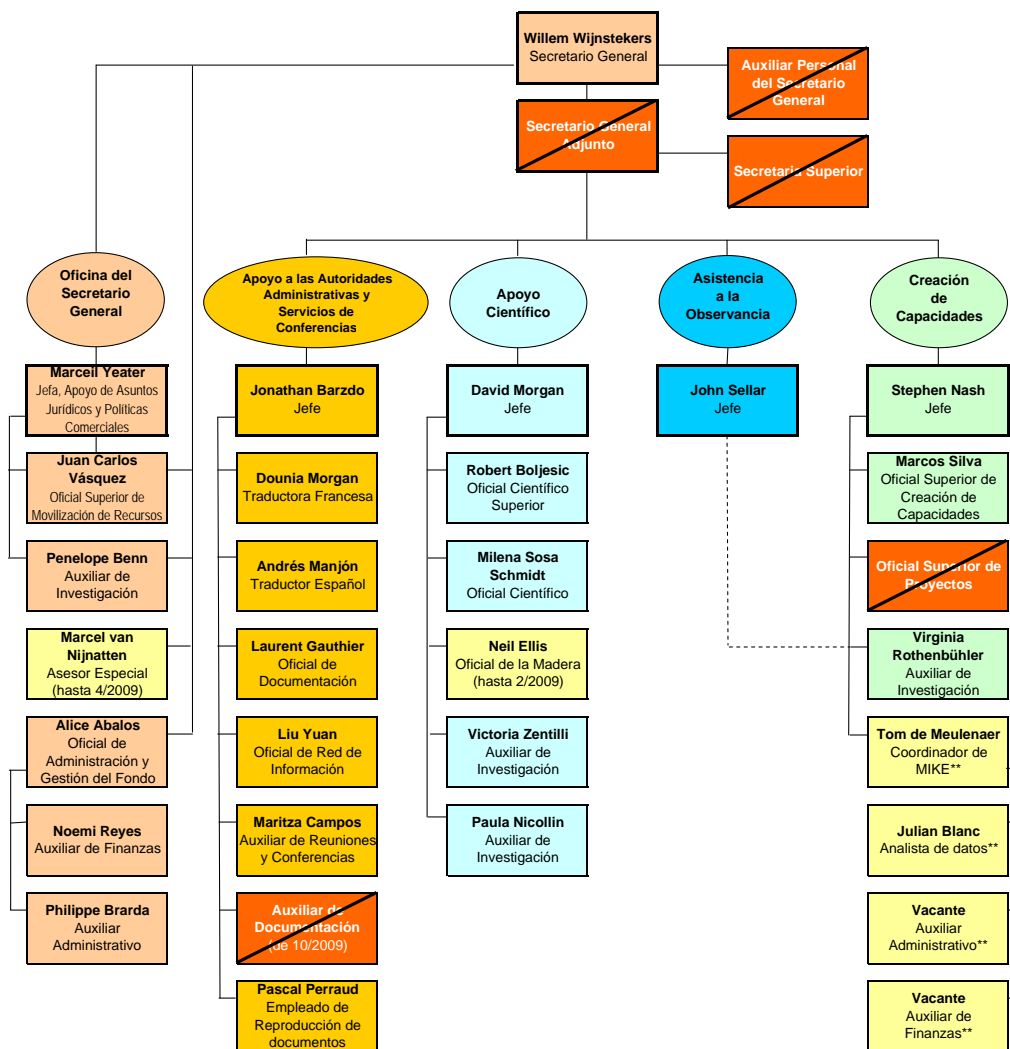 Willem Wijnstekers
Secretario General
Auxiliar Personal
del Secretario
General
Secretario General
Adjunto
Secretaria Superior
Oficina del
Secretario
General
Apoyo a las Autoridades
Administrativas y
Servicios de
Conferencias
Apoyo
Científico
Asistencia
a la
Observancia
Creación
de
Capacidades
Marceil Yeater
Jefa, Apoyo de Asuntos
Jurídicos y Políticas
Comerciales
Juan Carlos
Vásquez
Oficial Superior de
Movilización de Recursos
Penelope Benn
Auxiliar de
Investigación
Marcel van
Nijnatten
Asesor Especial
(hasta 4/2009)
Alice Abalos
Oficial de
Administración y
Gestión del Fondo
Noemi Reyes
Auxiliar de Finanzas
Philippe Brarda
Auxiliar
Administrativo
Jonathan Barzdo
Jefe
Dounia Morgan
Traductora Francesa
Andrés Manjón
Traductor Español
Laurent Gauthier
Oficial de
Documentación
Liu Yuan
Oficial de Red de
Información
Maritza Campos
Auxiliar de Reuniones
y Conferencias
Auxiliar de
Documentación
(de 10/2009)
Pascal Perraud
Empleado de
Reproducción de
documentos
David Morgan
Jefe
Robert Boljesic
Oficial Científico
Superior
Milena Sosa
Schmidt
Oficial Científico
Neil Ellis
Oficial de la Madera
(hasta 2/2009)
Victoria Zentilli
Auxiliar de
Investigación
Paula Nicollin
Auxiliar de
Investigación
John Sellar
Jefe
Stephen Nash
Jefe
Marcos Silva
Oficial Superior de
Creación de
Capacidades
Oficial Superior de
Proyectos
Virginia
Rothenbühler
Auxiliar de
Investigación
Tom de Meulenaer
Coordinador de
MIKE**
Julian Blanc
Analista de datos**
Vacante
Auxiliar
Administrativo**
Vacante
Auxiliar de
Finanzas**